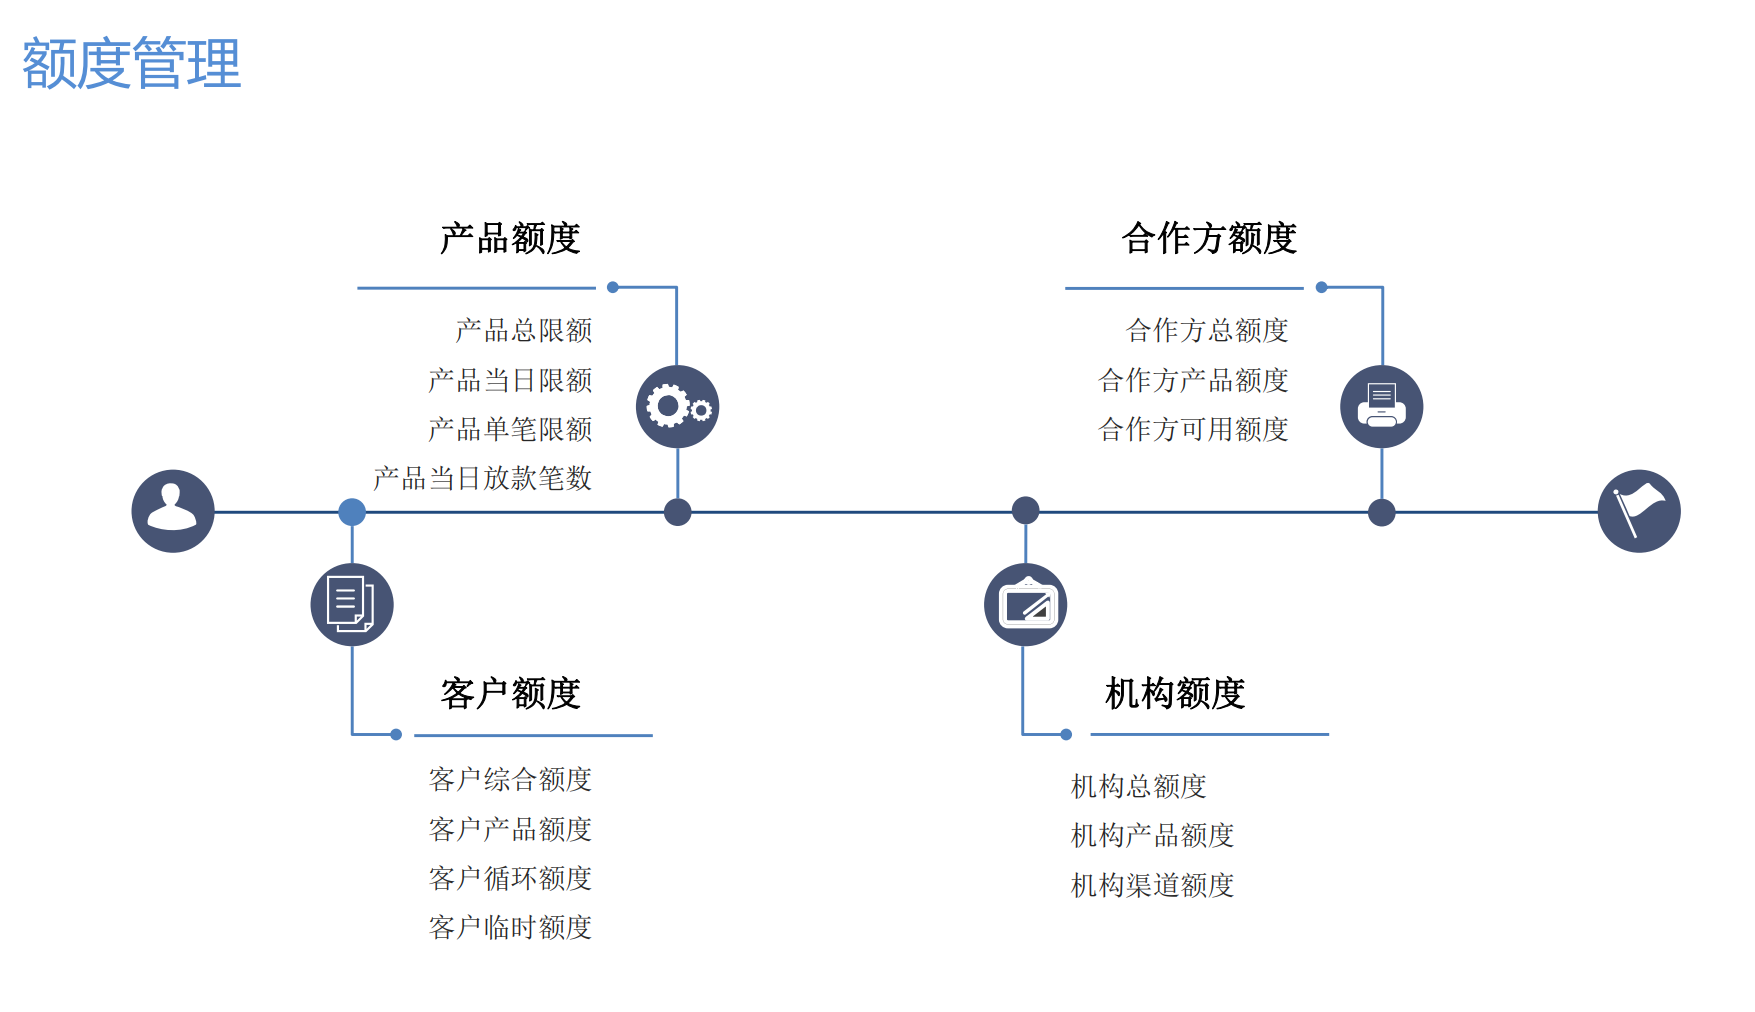 额度管理
产品额度
产品总限额
产品当日限额
产品单笔限额
产品当日放款笔数
合作方额度
合作方总额度
合作方产品额度
合作方可用额度
客户额度
客户综合额度
客户产品额度
客户循环额度
客户临时额度
机构额度
机构总额度
机构产品额度
机构渠道额度